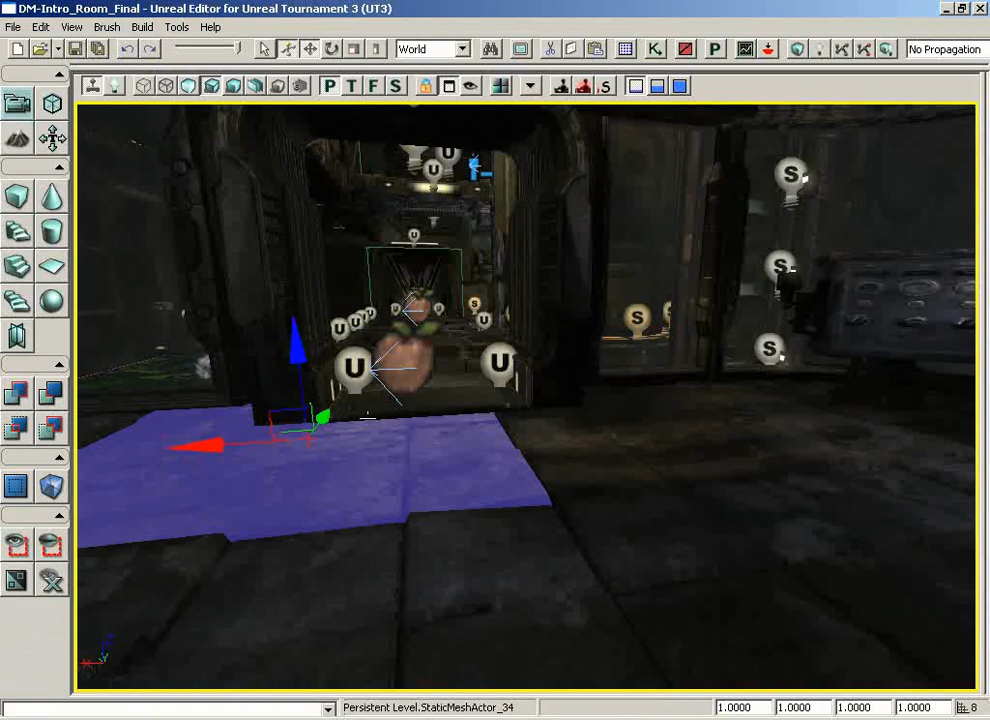 DM-Intro_Room_Final - Unreal Editor for Unreal Tournament 3 (UT3)
File Edit View Brush Build Tools Help
World K P No Propagation
P T F S S
U
U
S
U
S
U
S
U U U U S S
U
U
S
U
U
Persistent Level.StaticMeshActor_34 1.0000 1.0000 1.0000 1.0000 8